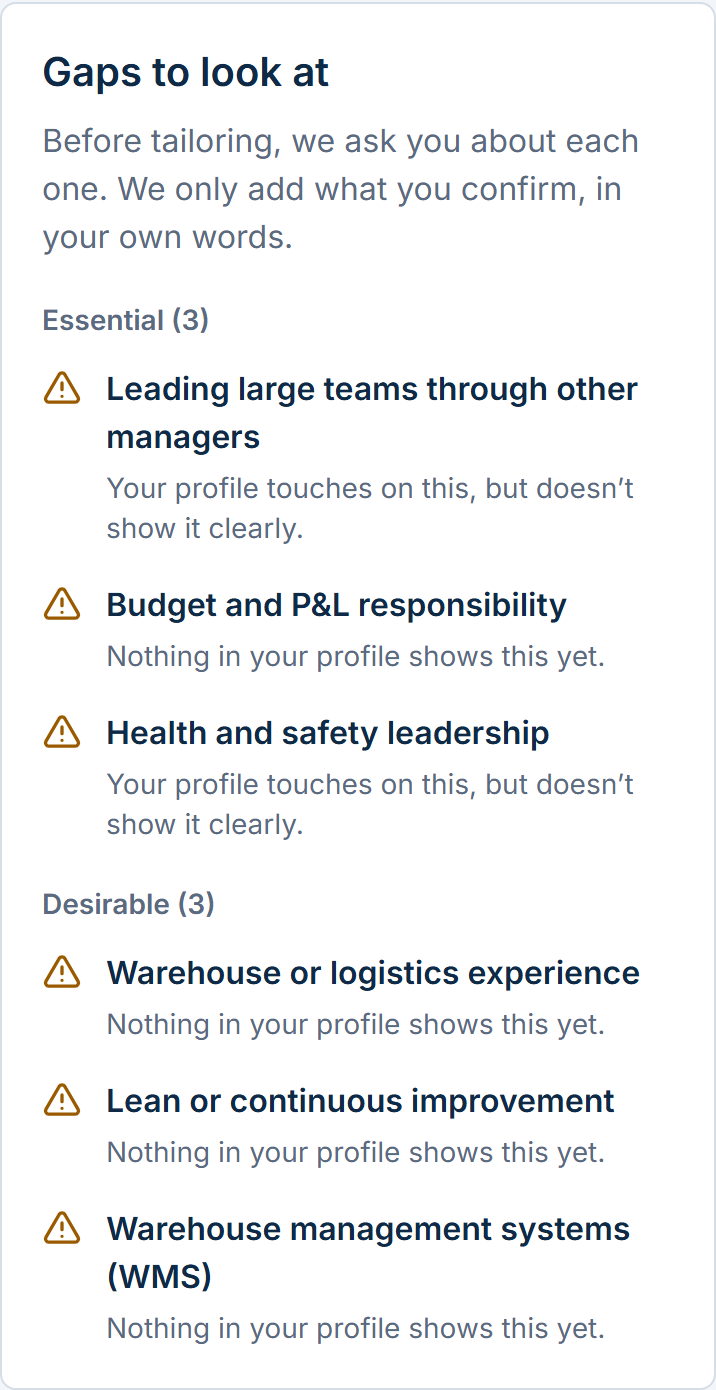 Gaps to look at
Before tailoring, we ask you about each
one. We only add what you confirm, in
your own words.
Essential (3)
Leading large teams through other
managers
Your profile touches on this, but doesn’t
show it clearly.
Budget and P&L responsibility
Nothing in your profile shows this yet.
Health and safety leadership
Your profile touches on this, but doesn’t
show it clearly.
Desirable (3)
Warehouse or logistics experience
Nothing in your profile shows this yet.
Lean or continuous improvement
Nothing in your profile shows this yet.
Warehouse management systems
(WMS)
Nothing in your profile shows this yet.